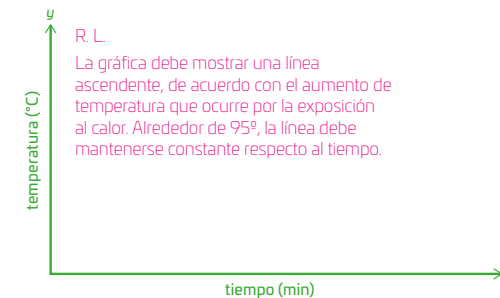 y
R. L.
La gráfica debe mostrar una línea
ascendente, de acuerdo con el aumento de
temperatura que ocurre por la exposición
al calor. Alrededor de 95º, la línea debe
mantenerse constante respecto al tiempo.
temperatura (°C)
tiempo (min)